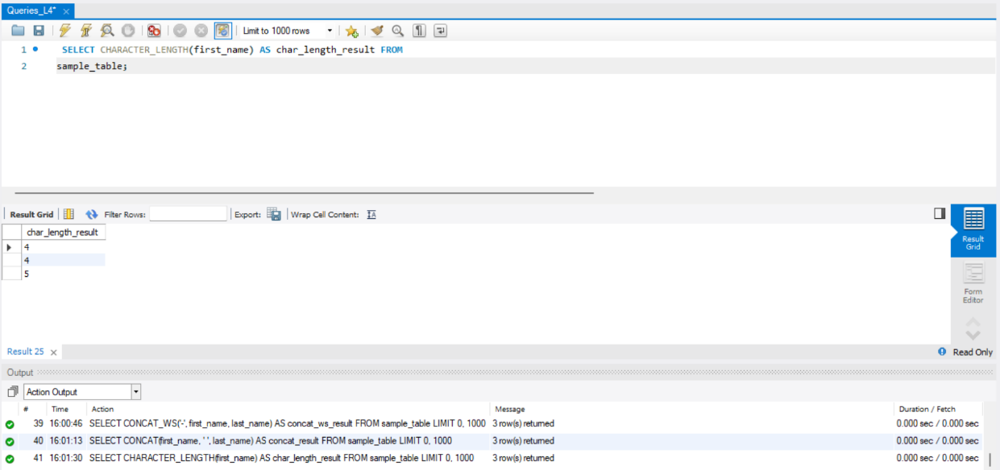 Queries_L4*
Limit to 1000 rows
1 SELECT CHARACTER_LENGTH(first_name) AS char_length_result FROM
2 sample_table;
Result Grid Filter Rows: Export: Wrap Cell Content:
char_length_result
4
4
5
Result Grid
Form Editor
Result 25 Read Only
Output
Action Output
# Time Action Message Duration / Fetch
39 16:00:46 SELECT CONCAT_WS('-', first_name, last_name) AS concat_ws_result FROM sample_table LIMIT 0, 1000 3 row(s) returned 0.000 sec / 0.000 sec
40 16:01:13 SELECT CONCAT(first_name, ' ', last_name) AS concat_result FROM sample_table LIMIT 0, 1000 3 row(s) returned 0.000 sec / 0.000 sec
41 16:01:30 SELECT CHARACTER_LENGTH(first_name) AS char_length_result FROM sample_table LIMIT 0, 1000 3 row(s) returned 0.000 sec / 0.000 sec